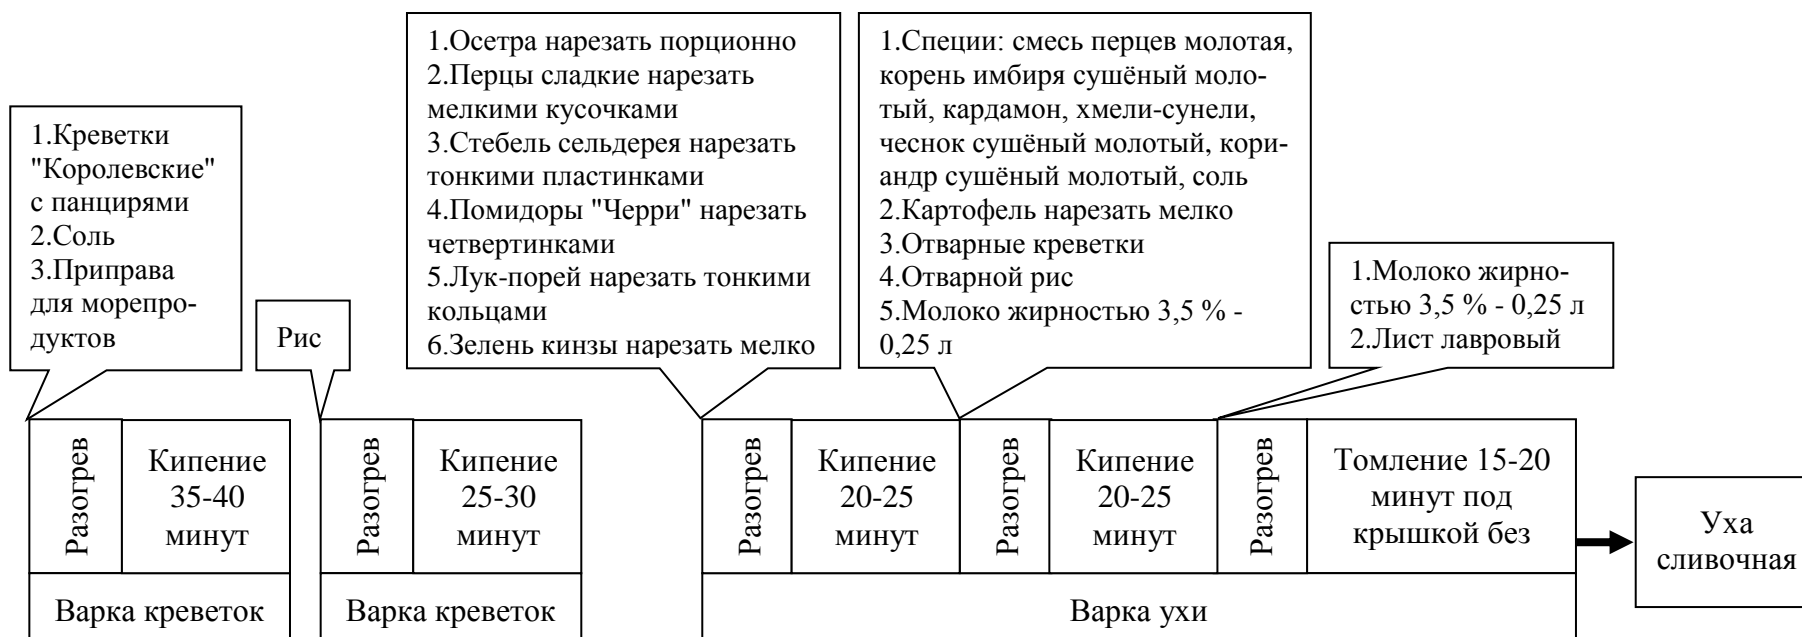 1.Креветки
"Королевские"
с панцирями
2.Соль
3.Приправа
для морепро-
дуктов
Рис
1.Осетра нарезать порционно
2.Перцы сладкие нарезать
мелкими кусочками
3.Стебель сельдерея нарезать
тонкими пластинками
4.Помидоры "Черри" нарезать
четвертинками
5.Лук-порей нарезать тонкими
кольцами
6.Зелень кинзы нарезать мелко
1.Специи: смесь перцев молотая,
корень имбиря сушёный моло-
тый, кардамон, хмели-сунели,
чеснок сушёный молотый, кори-
андр сушёный молотый, соль
2.Картофель нарезать мелко
3.Отварные креветки
4.Отварной рис
5.Молоко жирностью 3,5 % -
0,25 л
1.Молоко жирно-
стью 3,5 % - 0,25 л
2.Лист лавровый
Разогрев
Кипение
35-40
минут
Варка креветок
Разогрев
Кипение
25-30
минут
Варка креветок
Разогрев
Кипение
20-25
минут
Разогрев
Кипение
20-25
минут
Разогрев
Томление 15-20
минут под
крышкой без
Варка ухи
Уха
сливочная